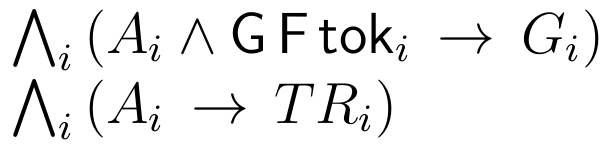 ⋀ᵢ (Aᵢ ∧ G F tokᵢ → Gᵢ)
⋀ᵢ (Aᵢ → TRᵢ)